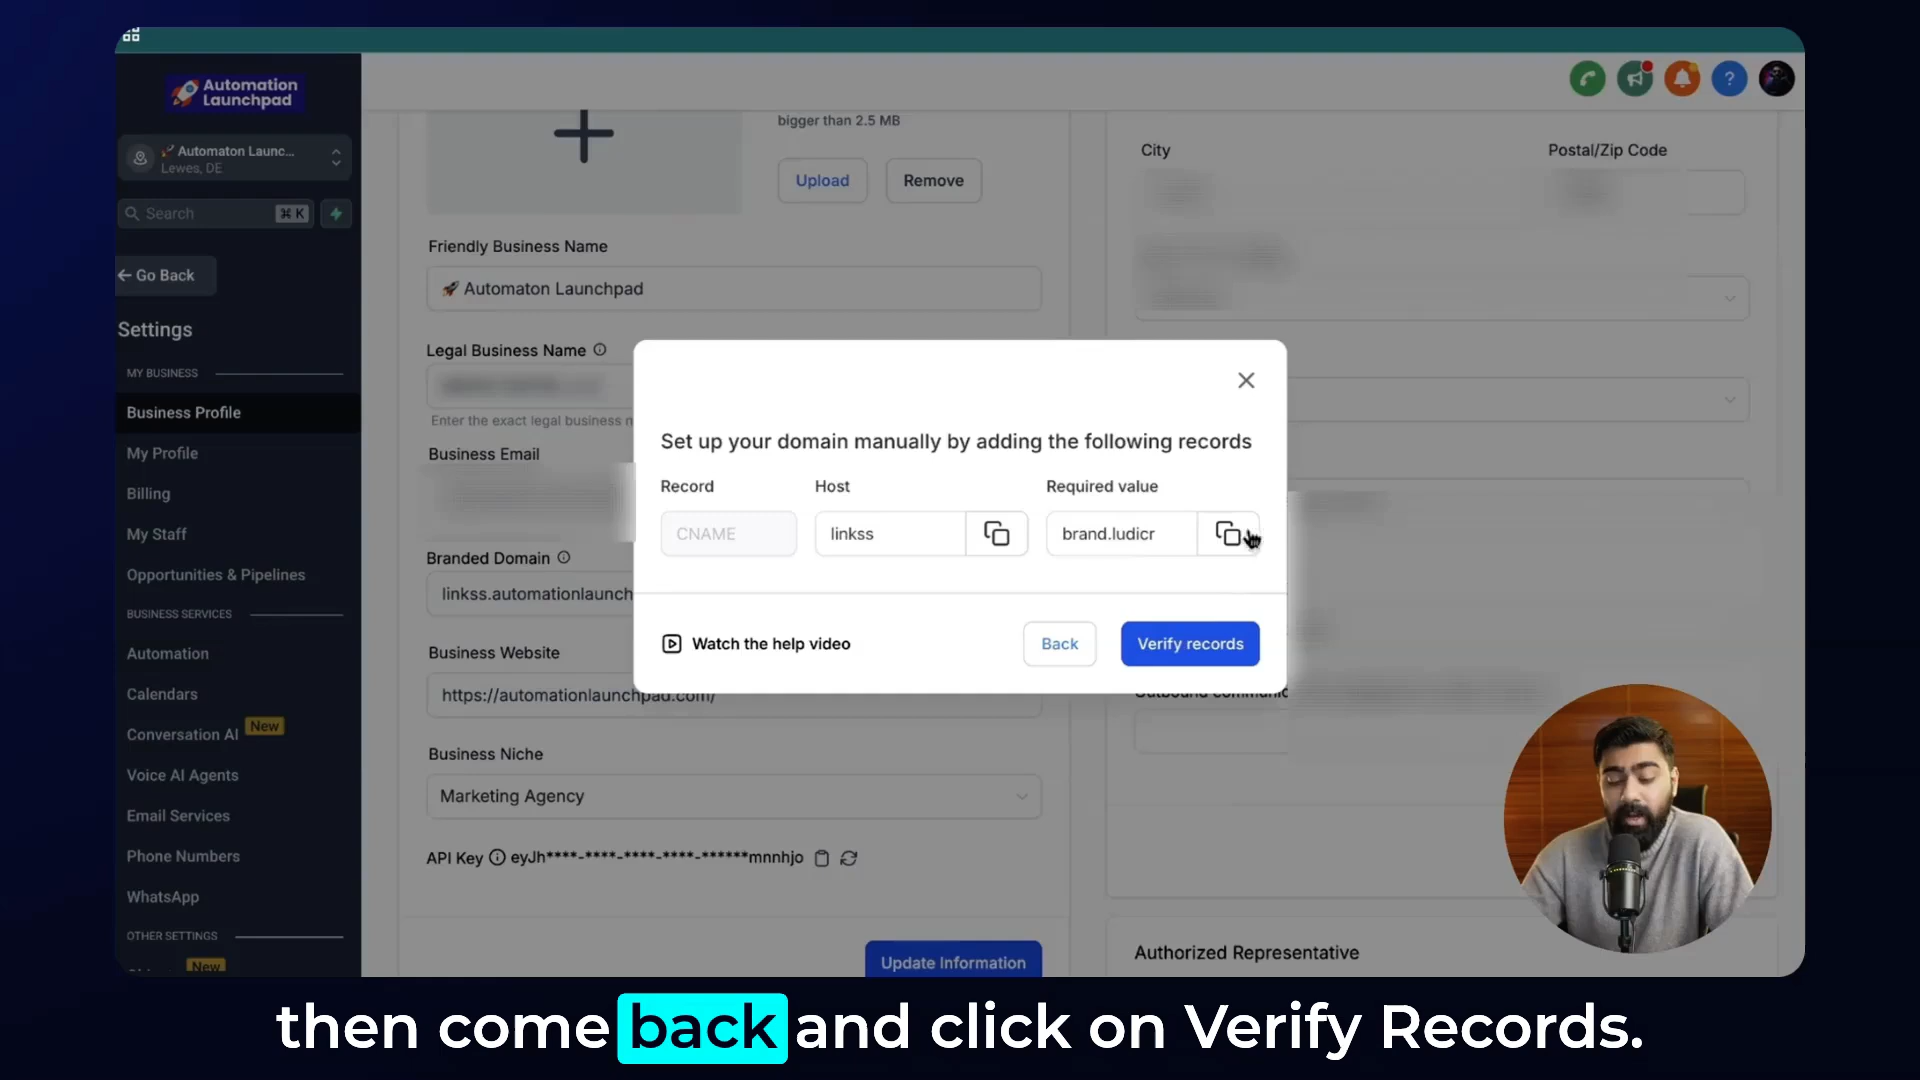 Automation
Launchpad
🚀 Automaton Launc...
Lewes, DE
Search
⌘ K
← Go Back
Settings
MY BUSINESS
Business Profile
My Profile
Billing
My Staff
Opportunities & Pipelines
BUSINESS SERVICES
Automation
Calendars
Conversation AI New
Voice AI Agents
Email Services
Phone Numbers
WhatsApp
OTHER SETTINGS
New
bigger than 2.5 MB
Upload
Remove
Friendly Business Name
🚀 Automaton Launchpad
Legal Business Name
Enter the exact legal business n
Business Email
Branded Domain
linkss.automationlaunch
Business Website
https://automationlaunchpad.com/
Business Niche
Marketing Agency
API Key eyJh****-****-****-****-******mnnhjo
Update Information
City
Postal/Zip Code
Outbound communic
Authorized Representative
Set up your domain manually by adding the following records
Record
Host
Required value
CNAME
linkss
brand.ludicr
Watch the help video
Back
Verify records
?
then come back and click on Verify Records.